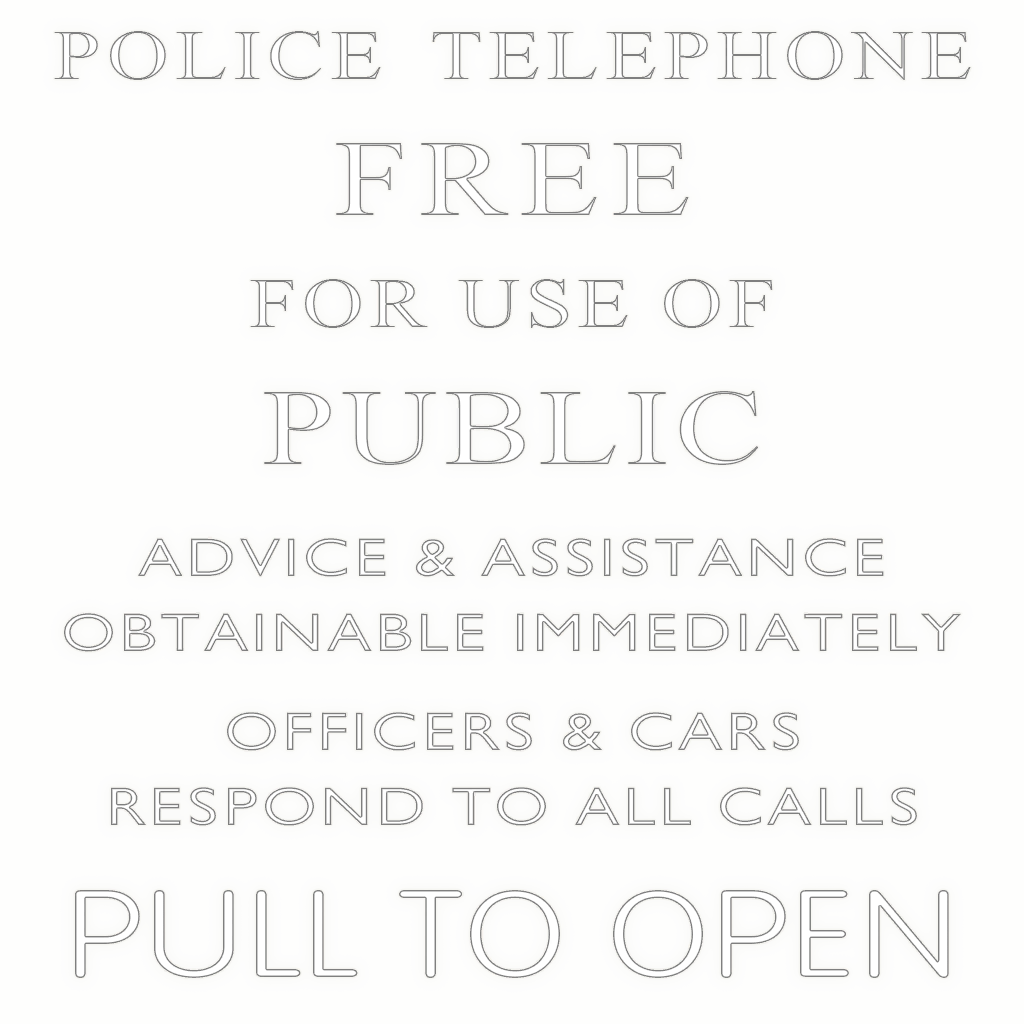 POLICE TELEPHONE
FREE
FOR USE OF
PUBLIC
ADVICE & ASSISTANCE
OBTAINABLE IMMEDIATELY
OFFICERS & CARS
RESPOND TO ALL CALLS
PULL TO OPEN